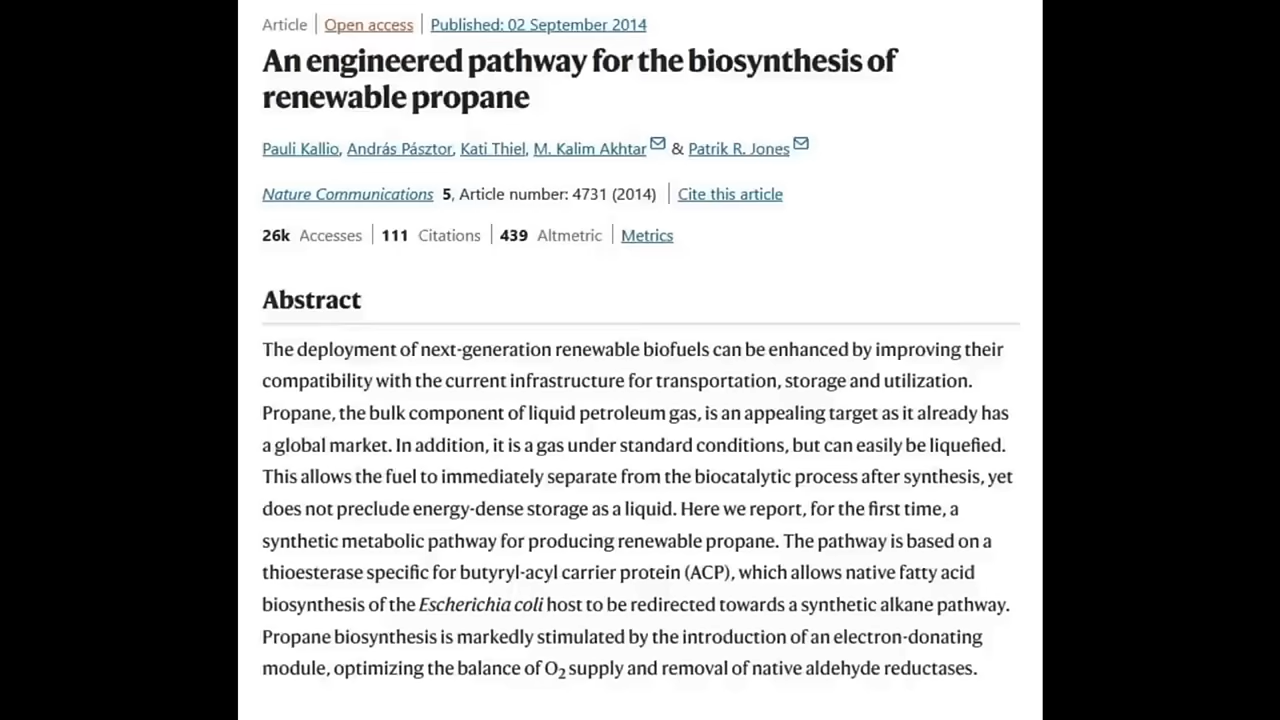 Article | Open access | Published: 02 September 2014
An engineered pathway for the biosynthesis of
renewable propane
Pauli Kallio, András Pásztor, Kati Thiel, M. Kalim Akhtar & Patrik R. Jones
Nature Communications 5, Article number: 4731 (2014) | Cite this article
26k Accesses | 111 Citations | 439 Altmetric | Metrics
Abstract
The deployment of next-generation renewable biofuels can be enhanced by improving their
compatibility with the current infrastructure for transportation, storage and utilization.
Propane, the bulk component of liquid petroleum gas, is an appealing target as it already has
a global market. In addition, it is a gas under standard conditions, but can easily be liquefied.
This allows the fuel to immediately separate from the biocatalytic process after synthesis, yet
does not preclude energy-dense storage as a liquid. Here we report, for the first time, a
synthetic metabolic pathway for producing renewable propane. The pathway is based on a
thioesterase specific for butyryl-acyl carrier protein (ACP), which allows native fatty acid
biosynthesis of the Escherichia coli host to be redirected towards a synthetic alkane pathway.
Propane biosynthesis is markedly stimulated by the introduction of an electron-donating
module, optimizing the balance of O₂ supply and removal of native aldehyde reductases.